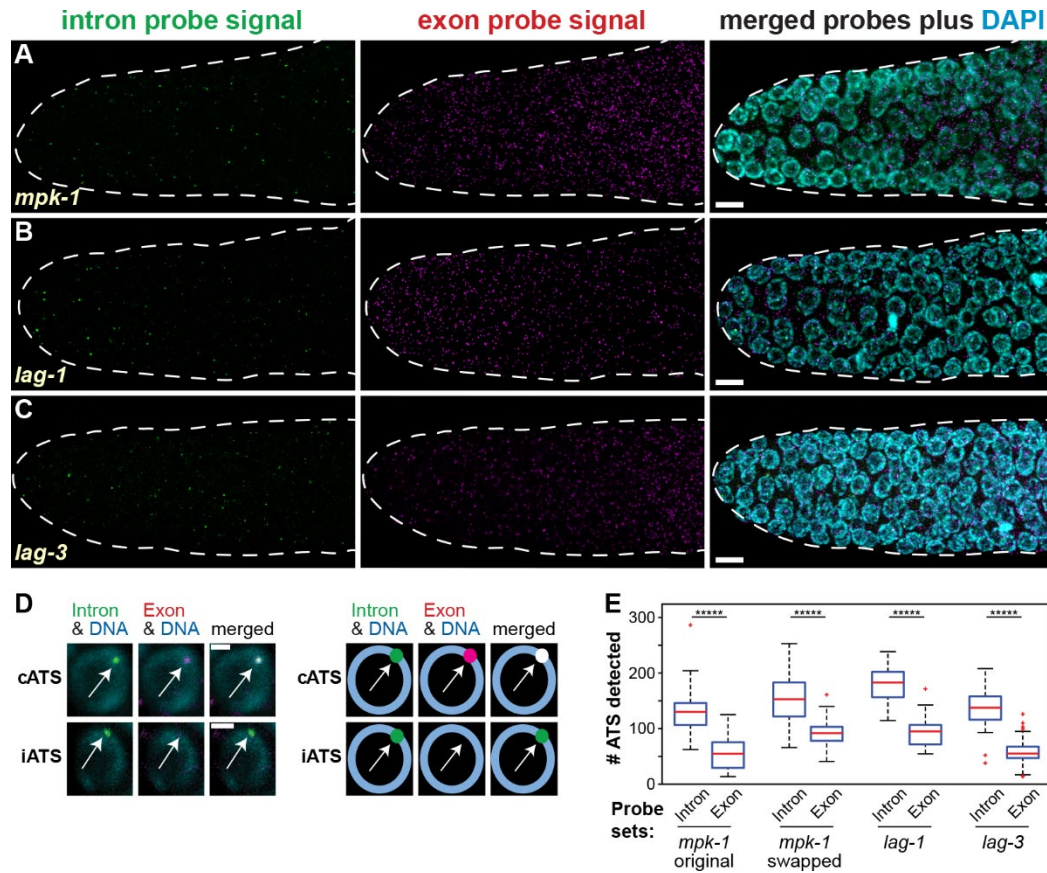 intron probe signal exon probe signal merged probes plus DAPI
A
mpk-1
B
lag-1
C
lag-3
D
Intron Exon
& DNA & DNA merged
cATS
iATS
Intron Exon
& DNA & DNA merged
cATS
iATS
E
# ATS detected
300
200
100
0
***** ***** ***** *****
Probe sets:
Intron Exon Intron Exon Intron Exon Intron Exon
mpk-1 original
mpk-1 swapped
lag-1
lag-3